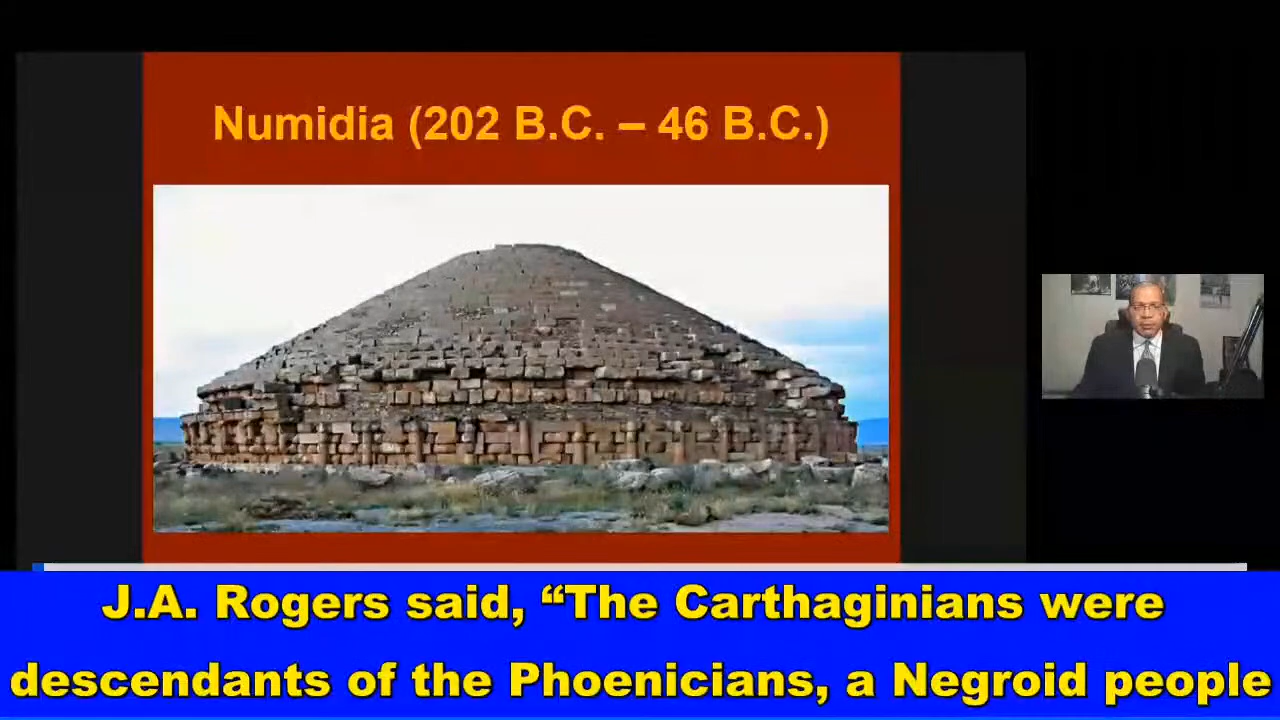 Numidia (202 B.C. – 46 B.C.)
J.A. Rogers said, “The Carthaginians were
descendants of the Phoenicians, a Negroid people